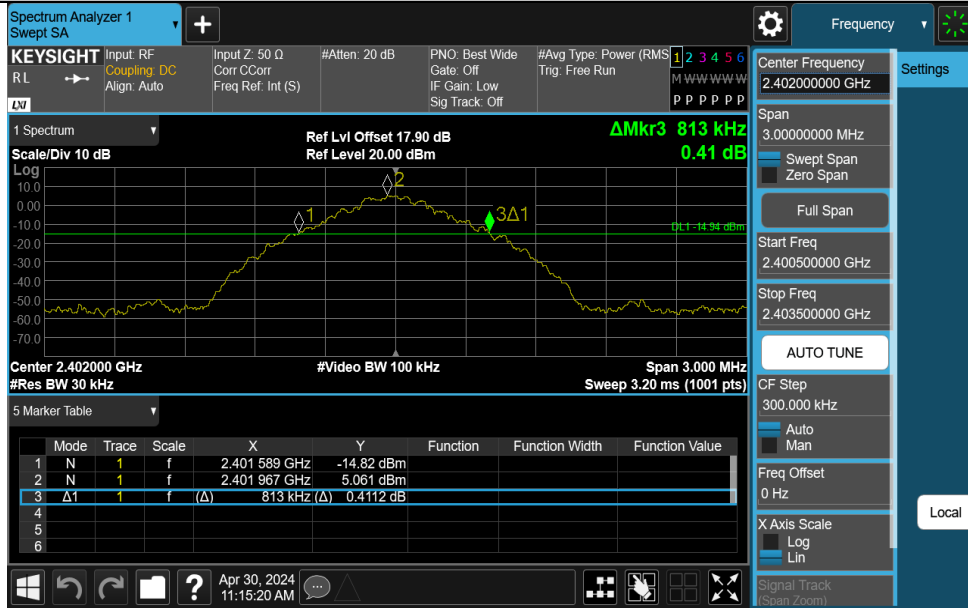 Spectrum Analyzer 1
Swept SA
Frequency
KEYSIGHT
RL
LXI
Input: RF
Coupling: DC
Align: Auto
Input Z: 50 Ω
Corr CCorr
Freq Ref: Int (S)
#Atten: 20 dB
PNO: Best Wide
Gate: Off
IF Gain: Low
Sig Track: Off
#Avg Type: Power (RMS
Trig: Free Run
1 2 3 4 5 6
M W W W W W
P P P P P P
Center Frequency
2.402000000 GHz
Settings
Span
3.00000000 MHz
Swept Span
Zero Span
Full Span
Start Freq
2.400500000 GHz
Stop Freq
2.403500000 GHz
AUTO TUNE
CF Step
300.000 kHz
Auto
Man
Freq Offset
0 Hz
X Axis Scale
Log
Lin
Signal Track
(Span Zoom)
Local
1 Spectrum
Scale/Div 10 dB
Log
Ref Lvl Offset 17.90 dB
Ref Level 20.00 dBm
ΔMkr3 813 kHz
0.41 dB
10.0
0.00
-10.0
-20.0
-30.0
-40.0
-50.0
-60.0
-70.0
1
2
3Δ1
DL1 -14.94 dBm
Center 2.402000 GHz
#Res BW 30 kHz
#Video BW 100 kHz
Span 3.000 MHz
Sweep 3.20 ms (1001 pts)
5 Marker Table
Mode Trace Scale X Y Function Function Width Function Value
1 N 1 f 2.401 589 GHz -14.82 dBm
2 N 1 f 2.401 967 GHz 5.061 dBm
3 Δ1 1 f (Δ) 813 kHz (Δ) 0.4112 dB
4
5
6
?
Apr 30, 2024
11:15:20 AM